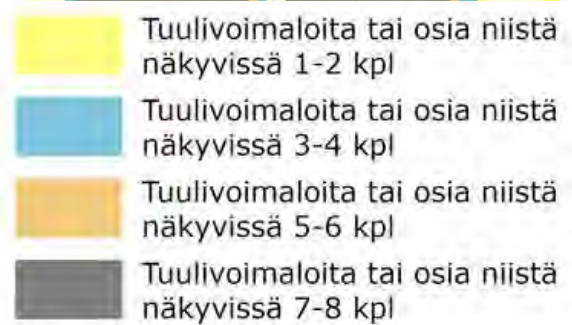 Tuulivoimaloita tai osia niistä
näkyvissä 1-2 kpl
Tuulivoimaloita tai osia niistä
näkyvissä 3-4 kpl
Tuulivoimaloita tai osia niistä
näkyvissä 5-6 kpl
Tuulivoimaloita tai osia niistä
näkyvissä 7-8 kpl